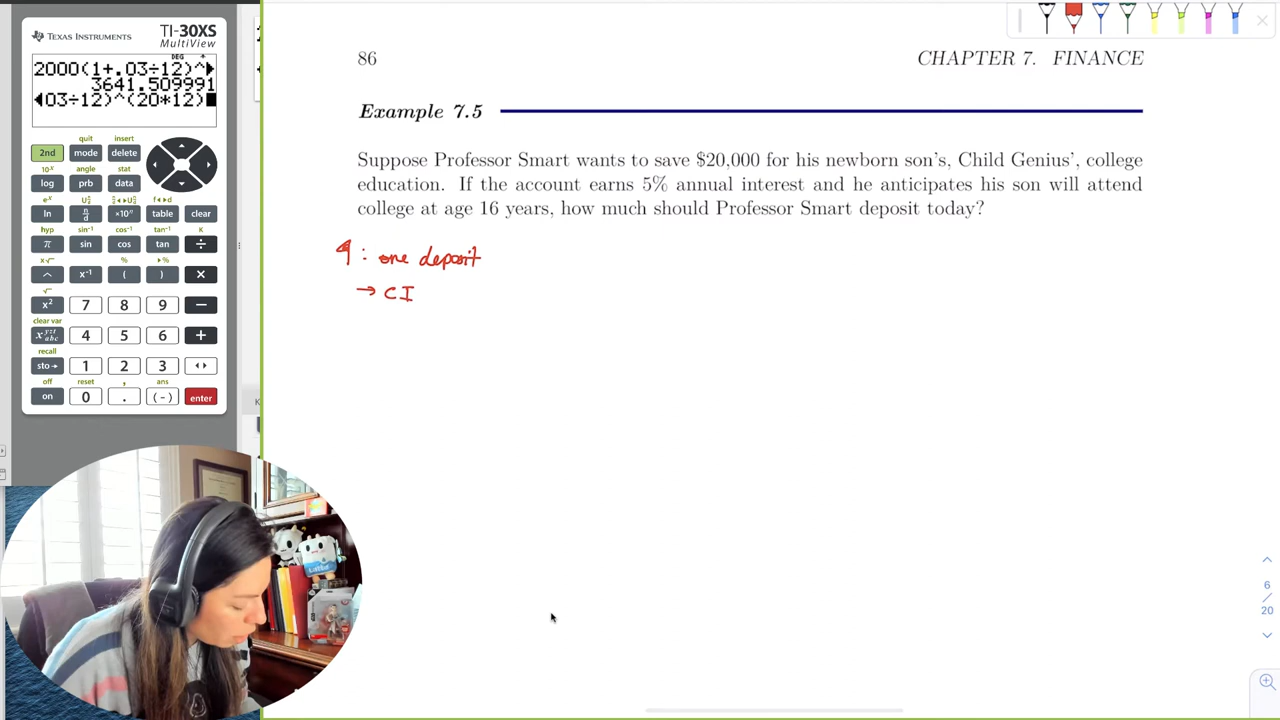 TEXAS INSTRUMENTS
TI-30XS
MultiView
DEG
2000(1+.03÷12)^
3641.509991
03÷12)^(20*12)
quit
insert
2nd
mode
delete
10ˣ
angle
stat
log
prb
data
eˣ
ln
n/d
×10ⁿ
table
clear
hyp
sin⁻¹
cos⁻¹
tan⁻¹
K
π
sin
cos
tan
÷
x√
%
▶%
^
x⁻¹
(
)
×
√
x²
7
8
9
−
clear var
4
5
6
+
recall
sto→
1
2
3
off
reset
,
ans
on
0
.
(-)
enter
86
CHAPTER 7. FINANCE
Example 7.5
Suppose Professor Smart wants to save $20,000 for his newborn son's, Child Genius', college
education. If the account earns 5% annual interest and he anticipates his son will attend
college at age 16 years, how much should Professor Smart deposit today?
: one deposit
→ CI
6
/
20